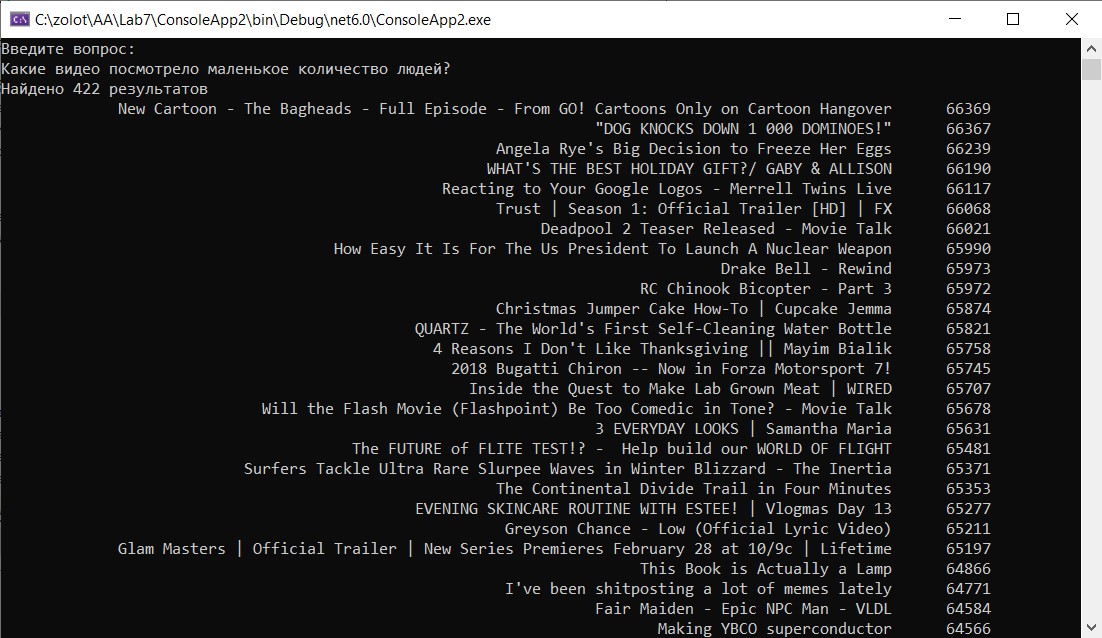 C:\zolot\AA\Lab7\ConsoleApp2\bin\Debug\net6.0\ConsoleApp2.exe
Введите вопрос:
Какие видео посмотрело маленькое количество людей?
Найдено 422 результатов
New Cartoon - The Bagheads - Full Episode - From GO! Cartoons Only on Cartoon Hangover 66369
"DOG KNOCKS DOWN 1 000 DOMINOES!" 66367
Angela Rye's Big Decision to Freeze Her Eggs 66239
WHAT'S THE BEST HOLIDAY GIFT?/ GABY & ALLISON 66190
Reacting to Your Google Logos - Merrell Twins Live 66117
Trust | Season 1: Official Trailer [HD] | FX 66068
Deadpool 2 Teaser Released - Movie Talk 66021
How Easy It Is For The Us President To Launch A Nuclear Weapon 65990
Drake Bell - Rewind 65973
RC Chinook Bicopter - Part 3 65972
Christmas Jumper Cake How-To | Cupcake Jemma 65874
QUARTZ - The World's First Self-Cleaning Water Bottle 65821
4 Reasons I Don't Like Thanksgiving || Mayim Bialik 65758
2018 Bugatti Chiron -- Now in Forza Motorsport 7! 65745
Inside the Quest to Make Lab Grown Meat | WIRED 65707
Will the Flash Movie (Flashpoint) Be Too Comedic in Tone? - Movie Talk 65678
3 EVERYDAY LOOKS | Samantha Maria 65631
The FUTURE of FLITE TEST!? -  Help build our WORLD OF FLIGHT 65481
Surfers Tackle Ultra Rare Slurpee Waves in Winter Blizzard - The Inertia 65371
The Continental Divide Trail in Four Minutes 65353
EVENING SKINCARE ROUTINE WITH ESTEE! | Vlogmas Day 13 65277
Greyson Chance - Low (Official Lyric Video) 65211
Glam Masters | Official Trailer | New Series Premieres February 28 at 10/9c | Lifetime 65197
This Book is Actually a Lamp 64866
I've been shitposting a lot of memes lately 64771
Fair Maiden - Epic NPC Man - VLDL 64584
Making YBCO superconductor 64566